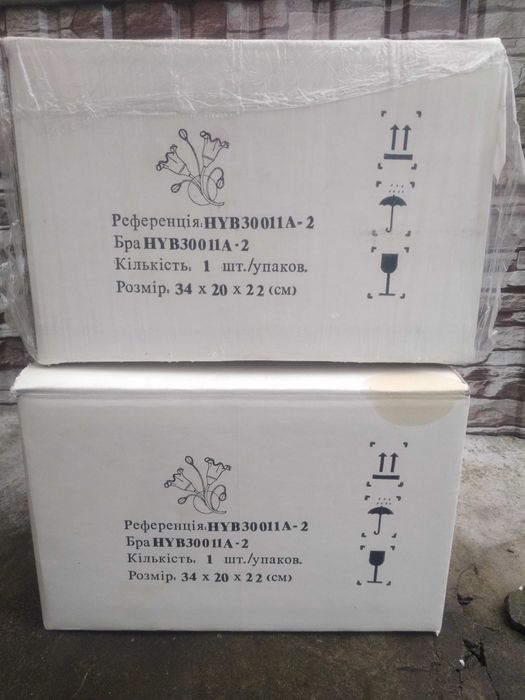 Референція: HYB30011A-2
Бра HYB30011A-2
Кількість: 1 шт./упаков.
Розмір: 34 x 20 x 22 (см)
Референція: HYB30011A-2
Бра HYB30011A-2
Кількість: 1 шт./упаков.
Розмір: 34 x 20 x 22 (см)